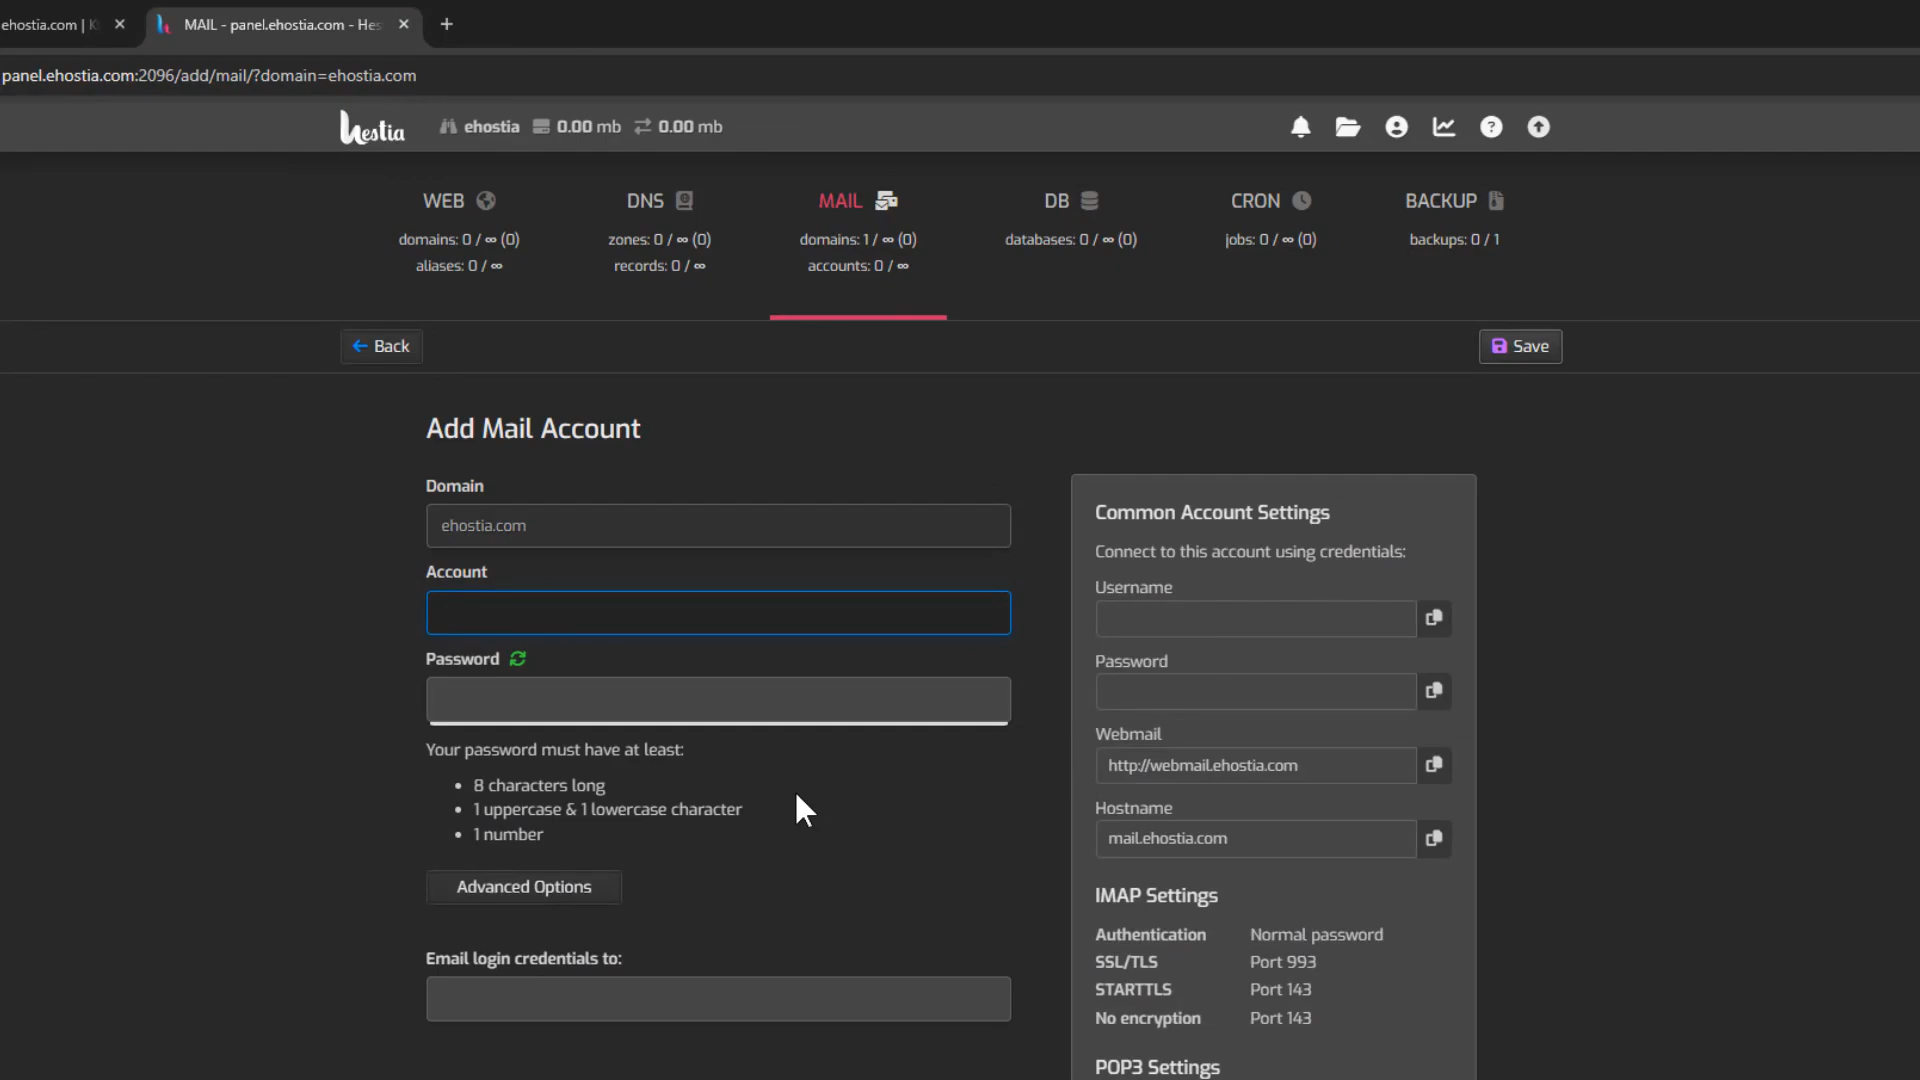 ehostia.com |
MAIL - panel.ehostia.com - Hes
panel.ehostia.com:2096/add/mail/?domain=ehostia.com
hestia
ehostia 0.00 mb 0.00 mb
WEB
domains: 0 / ∞ (0)
aliases: 0 / ∞
DNS
zones: 0 / ∞ (0)
records: 0 / ∞
MAIL
domains: 1 / ∞ (0)
accounts: 0 / ∞
DB
databases: 0 / ∞ (0)
CRON
jobs: 0 / ∞ (0)
BACKUP
backups: 0 / 1
Back
Save
Add Mail Account
Domain
ehostia.com
Account
Password
Your password must have at least:
• 8 characters long
• 1 uppercase & 1 lowercase character
• 1 number
Advanced Options
Email login credentials to:
Common Account Settings
Connect to this account using credentials:
Username
Password
Webmail
http://webmail.ehostia.com
Hostname
mail.ehostia.com
IMAP Settings
Authentication Normal password
SSL/TLS Port 993
STARTTLS Port 143
No encryption Port 143
POP3 Settings